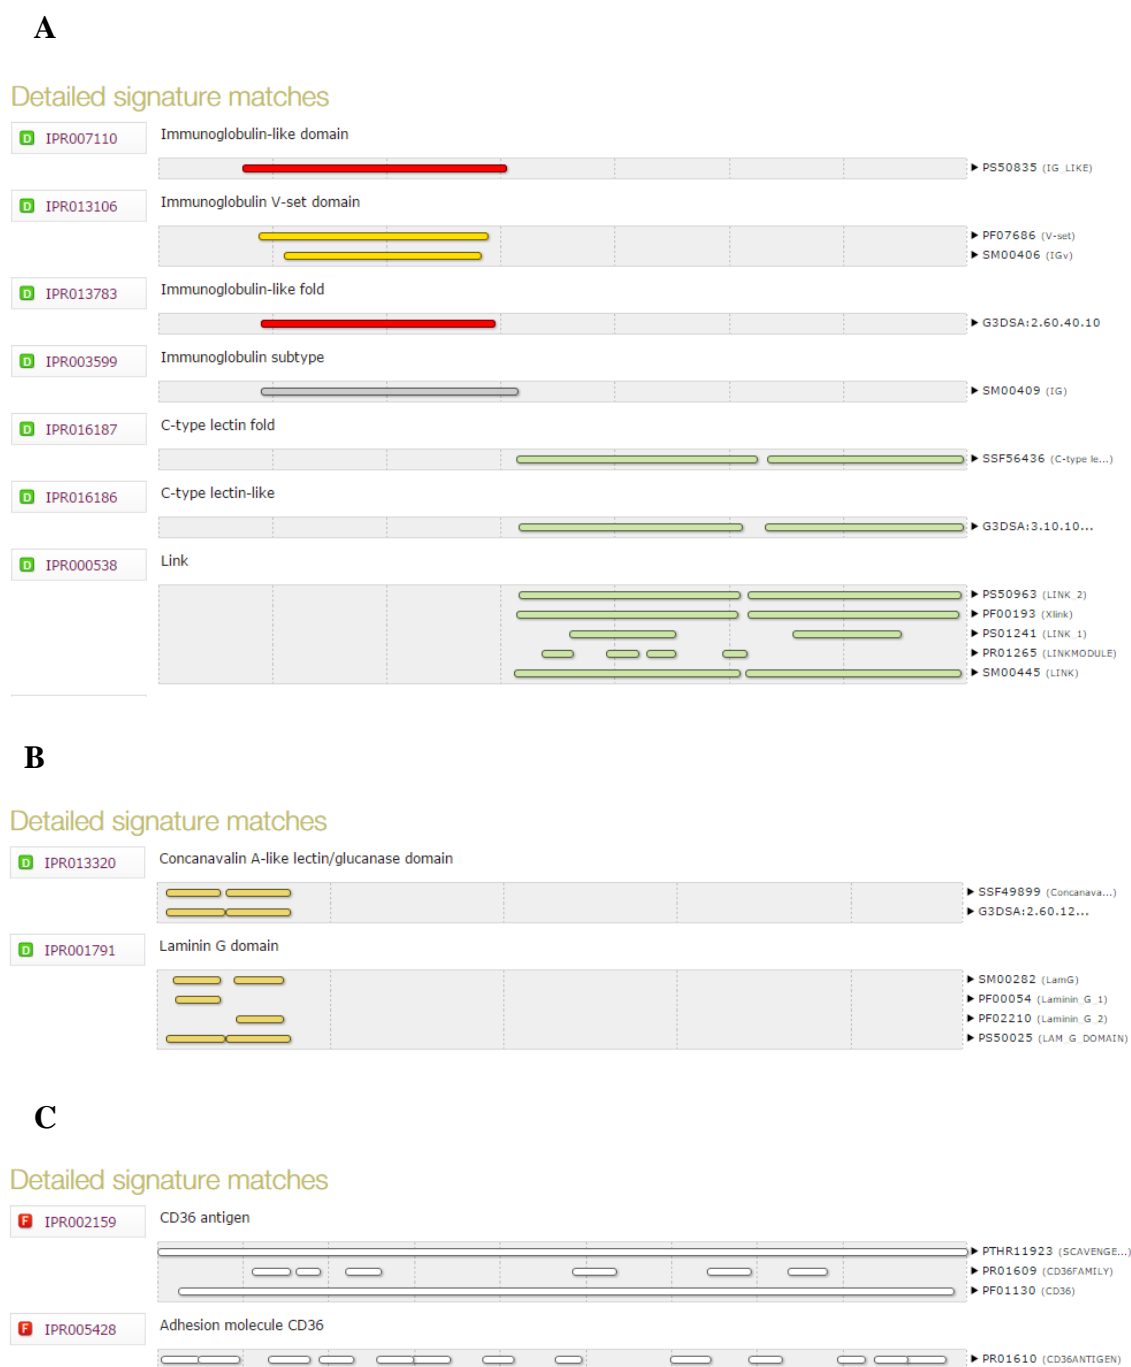 A
Detailed signature matches
D IPR007110 Immunoglobulin-like domain
PS50835 (IG_LIKE)
D IPR013106 Immunoglobulin V-set domain
PF07686 (V-set)
SM00406 (IGv)
D IPR013783 Immunoglobulin-like fold
G3DSA:2.60.40.10
D IPR003599 Immunoglobulin subtype
SM00409 (IG)
D IPR016187 C-type lectin fold
SSF56436 (C-type le...)
D IPR016186 C-type lectin-like
G3DSA:3.10.10...
D IPR000538 Link
PS50963 (LINK_2)
PF00193 (Xlink)
PS01241 (LINK_1)
PR01265 (LINKMODULE)
SM00445 (LINK)
B
Detailed signature matches
D IPR013320 Concanavalin A-like lectin/glucanase domain
SSF49899 (Concanava...)
G3DSA:2.60.12...
D IPR001791 Laminin G domain
SM00282 (LamG)
PF00054 (Laminin_G_1)
PF02210 (Laminin_G_2)
PS50025 (LAM_G_DOMAIN)
C
Detailed signature matches
F IPR002159 CD36 antigen
PTHR11923 (SCAVENGE...)
PR01609 (CD36FAMILY)
PF01130 (CD36)
F IPR005428 Adhesion molecule CD36
PR01610 (CD36ANTIGEN)